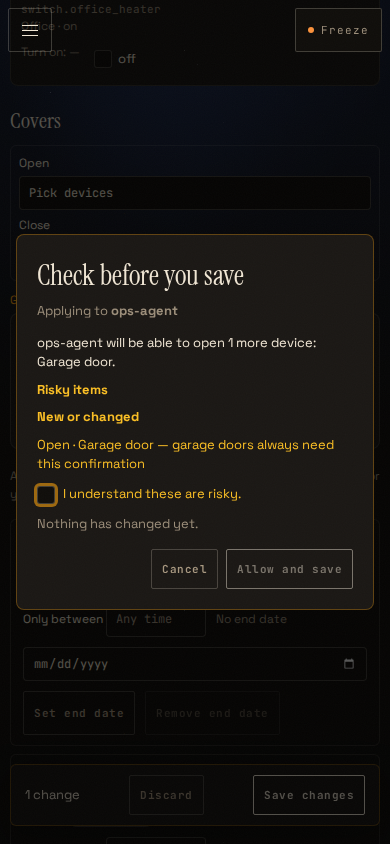 switch.office_heater
Office · on
Freeze
Turn on: —
off
Covers
Open
Pick devices
Close
Check before you save
Applying to ops-agent
ops-agent will be able to open 1 more device:
Garage door.
Risky items
New or changed
Open · Garage door — garage doors always need
this confirmation
I understand these are risky.
Nothing has changed yet.
Cancel
Allow and save
Only between
Any time
No end date
mm/dd/yyyy
Set end date
Remove end date
1 change
Discard
Save changes